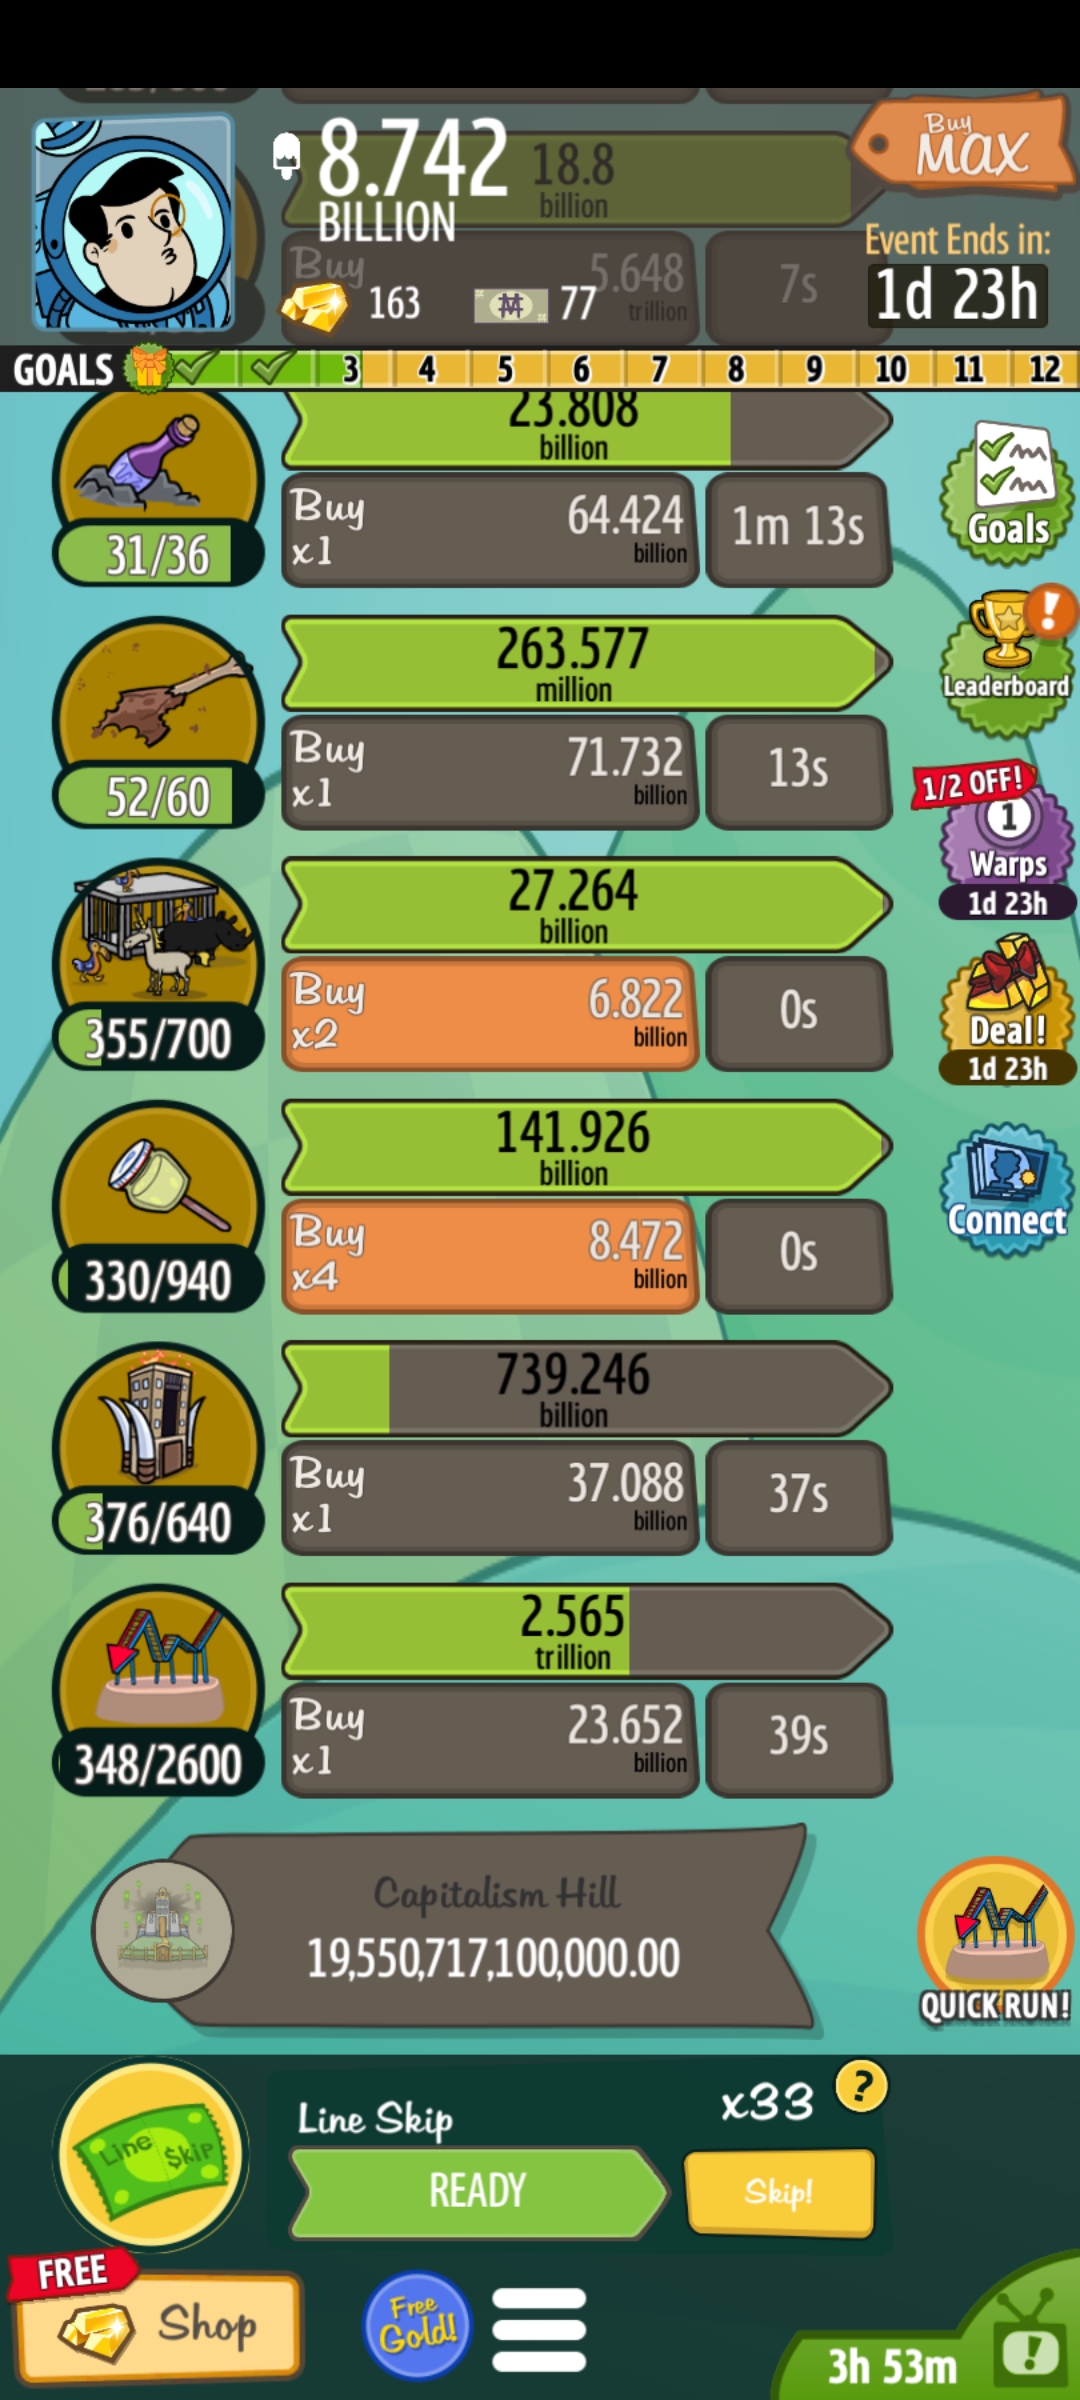 8.742
BILLION
18.8
billion
Buy
MAX
Buy
5.648
trillion
7s
163
77
Event Ends in:
1d 23h
GOALS 3 4 5 6 7 8 9 10 11 12
23.808
billion
31/36
Buy
x1
64.424
billion
1m 13s
Goals
263.577
million
52/60
Buy
x1
71.732
billion
13s
!
Leaderboard
1/2 OFF!
1
Warps
1d 23h
27.264
billion
355/700
Buy
x2
6.822
billion
0s
Deal!
1d 23h
141.926
billion
330/940
Buy
x4
8.472
billion
0s
Connect
739.246
billion
376/640
Buy
x1
37.088
billion
37s
2.565
trillion
348/2600
Buy
x1
23.652
billion
39s
Capitalism Hill
19,550,717,100,000.00
QUICK RUN!
Line $kip
Line Skip
x33
?
READY
Skip!
FREE
Shop
Free
Gold!
3h 53m
!